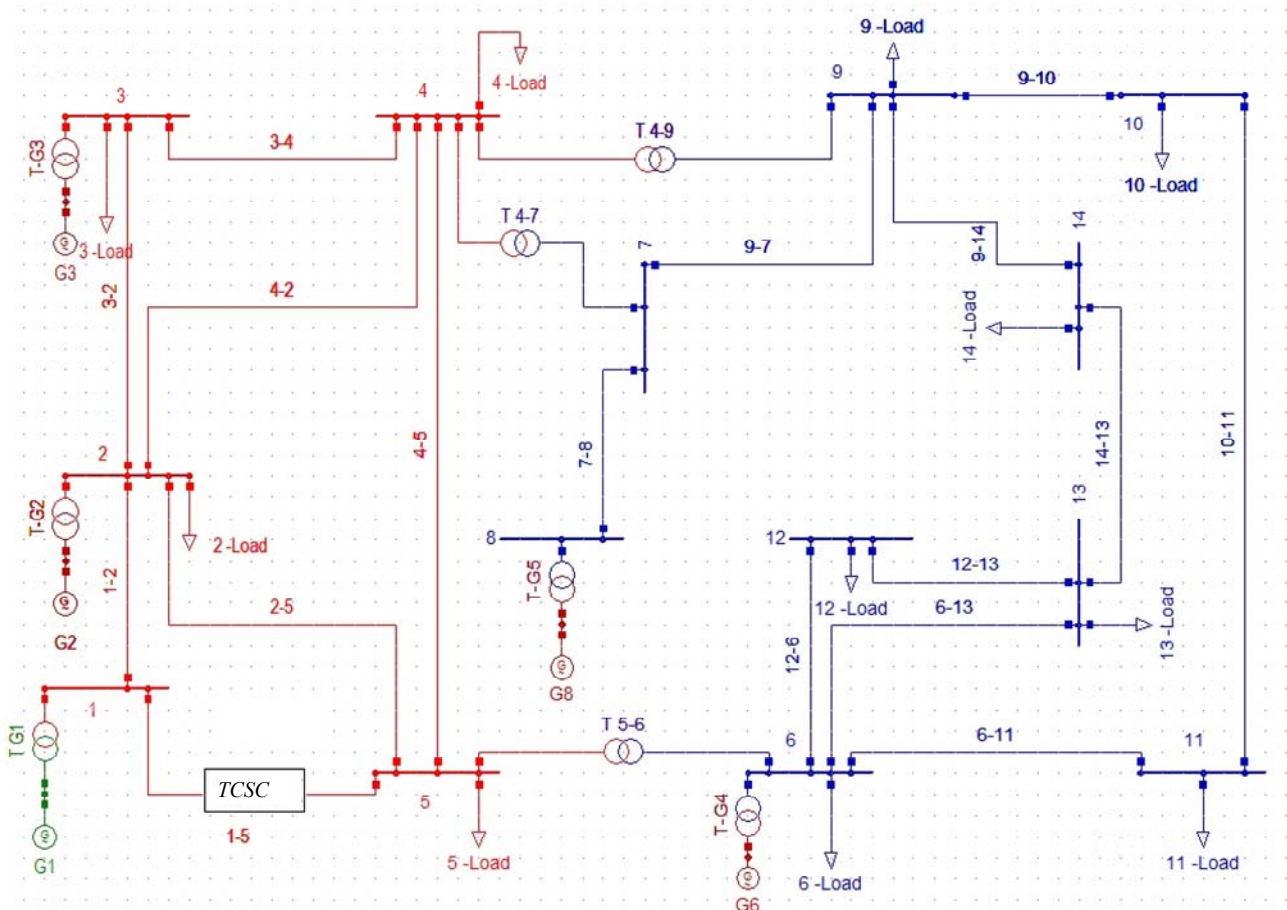 9 -Load
4 -Load
3
4
9
9-10
10
T 4-9
3-4
T-G3
10 -Load
3 -Load
G3
T 4-7
7
9-7
9-14
14
3-2
4-2
14 -Load
4-5
7-8
14-13
10-11
2
13
T-G2
2 -Load
8
12
1-2
T-G5
12-13
2-5
12 -Load
6-13
13 -Load
G2
12-6
G8
1
T 5-6
6
6-11
11
T G1
TCSC
5
T-G4
1-5
G1
5 -Load
6 -Load
11 -Load
G6
G~
G~
G~
G~
G~